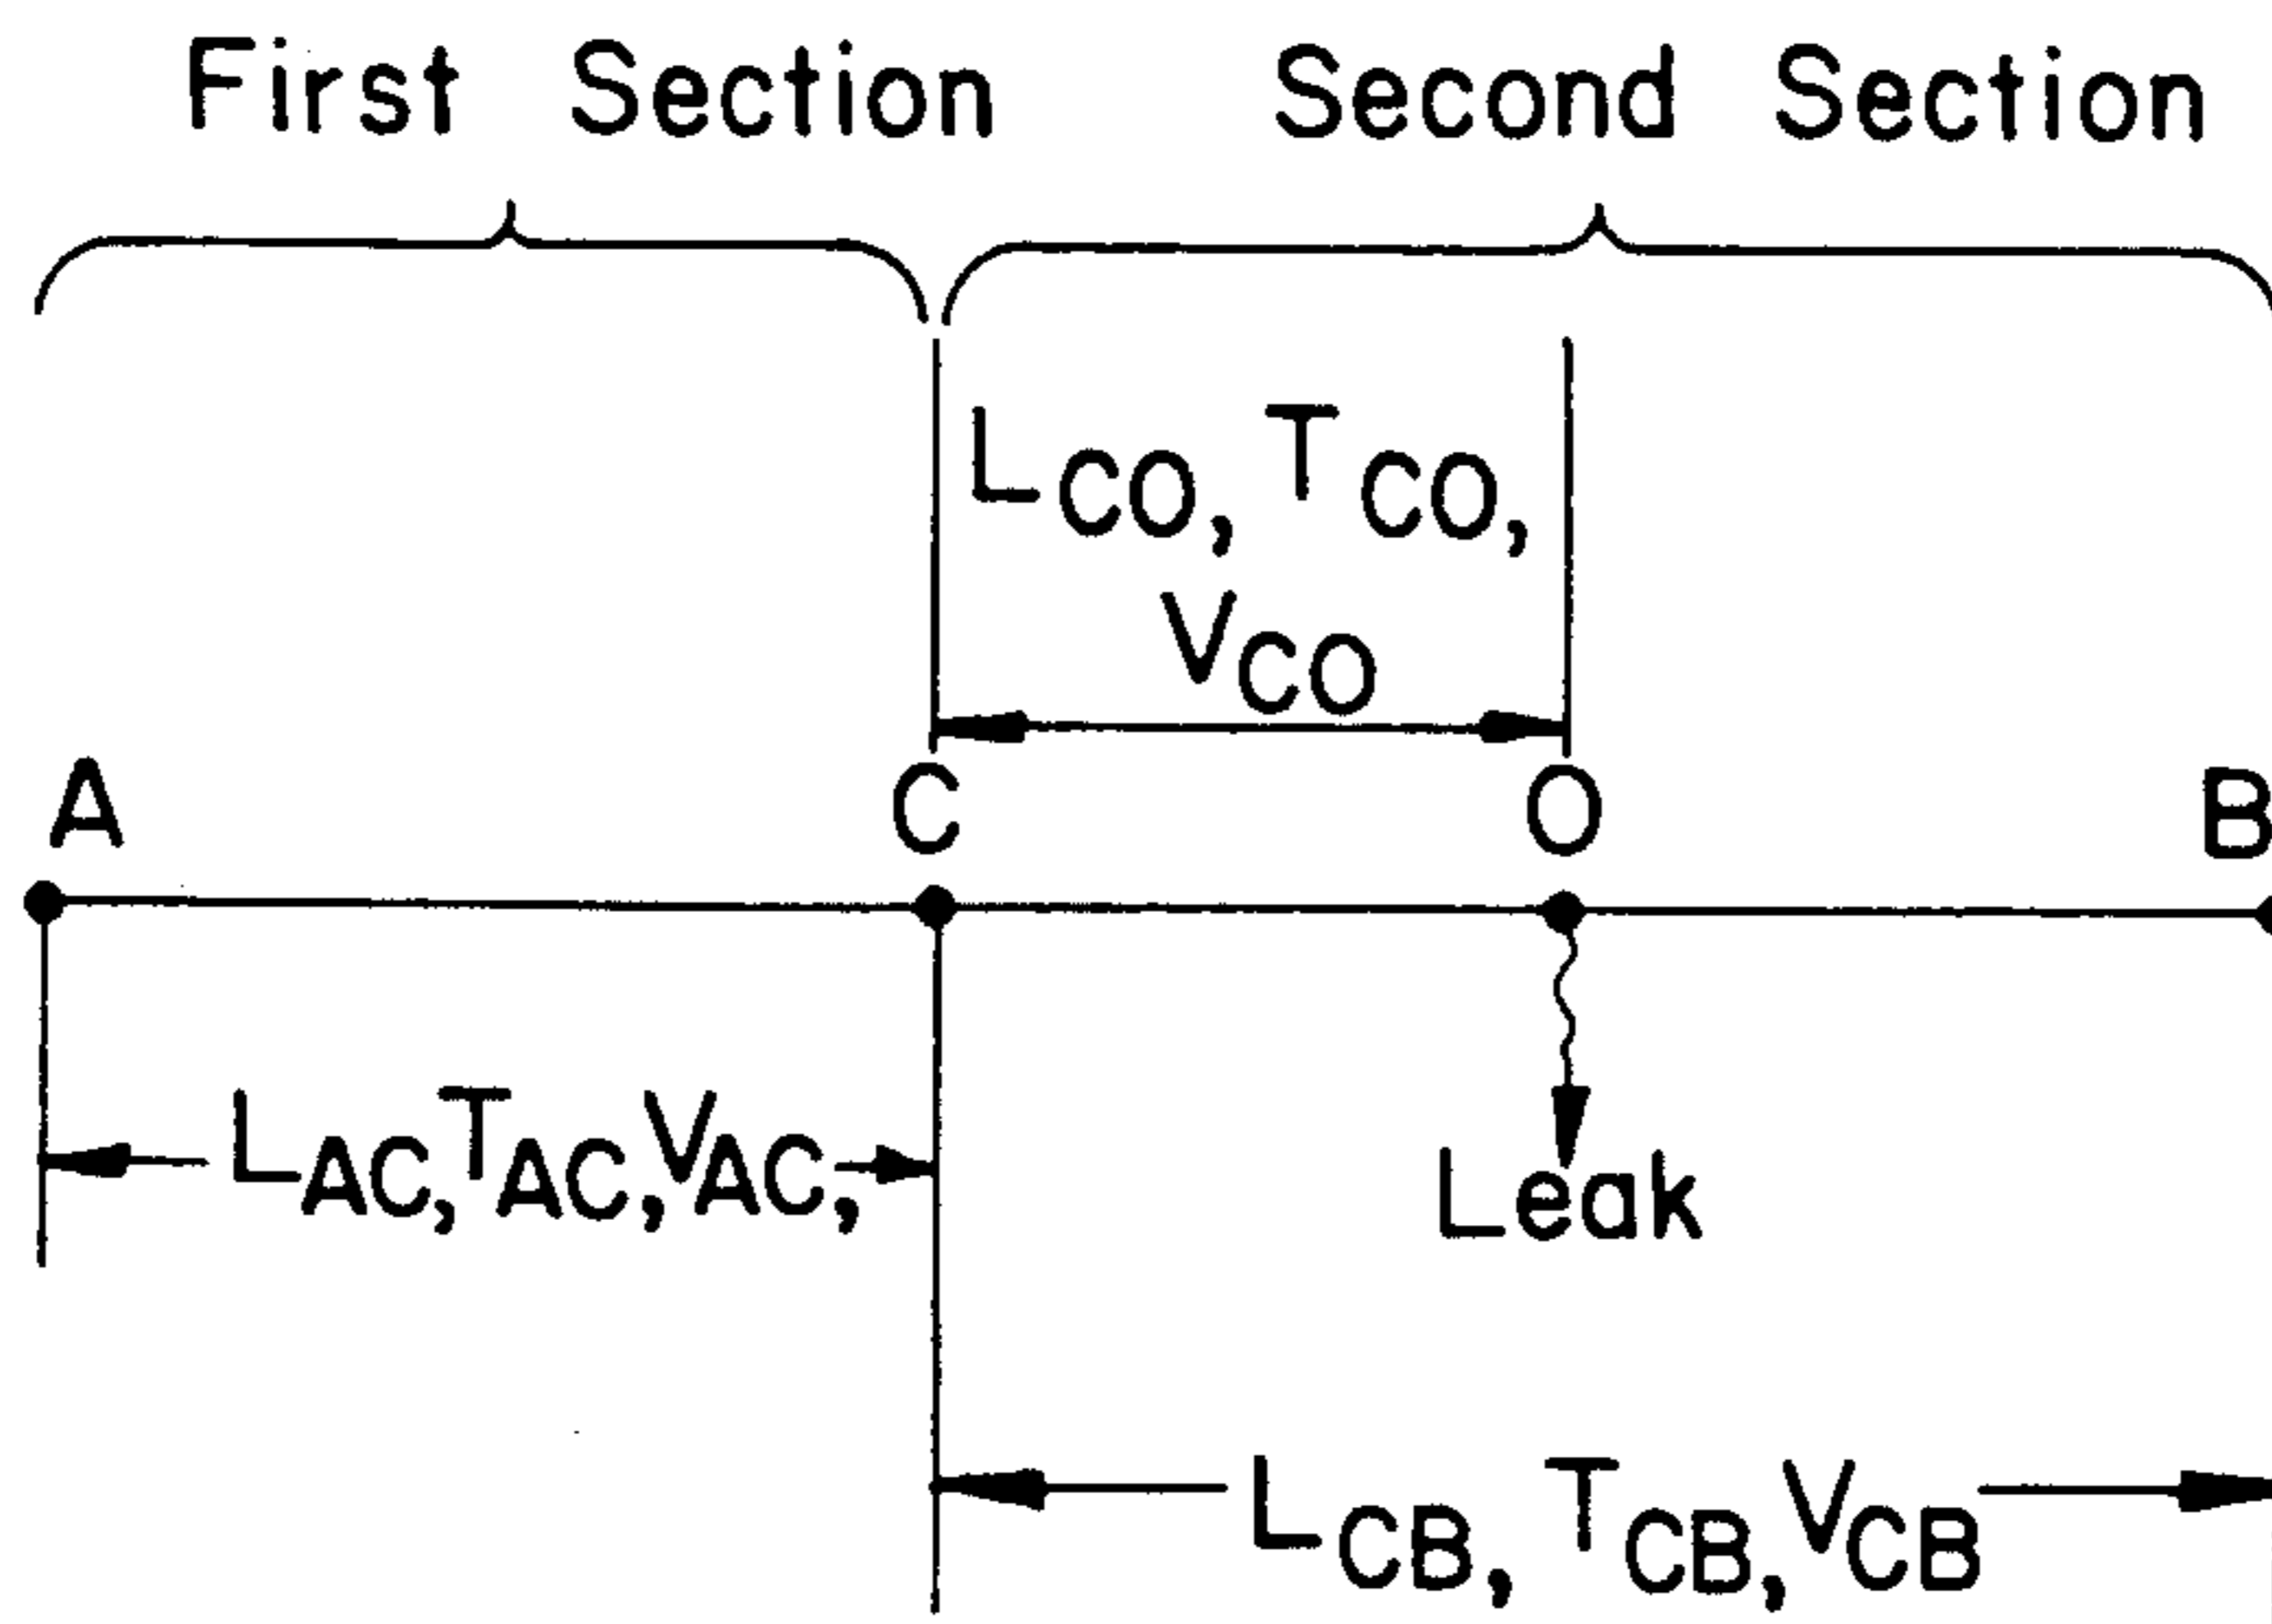 First Section Second Section
LCO, TCO,
VCO
A C O B
LAC, TAC, VAC,
Leak
LCB, TCB, VCB